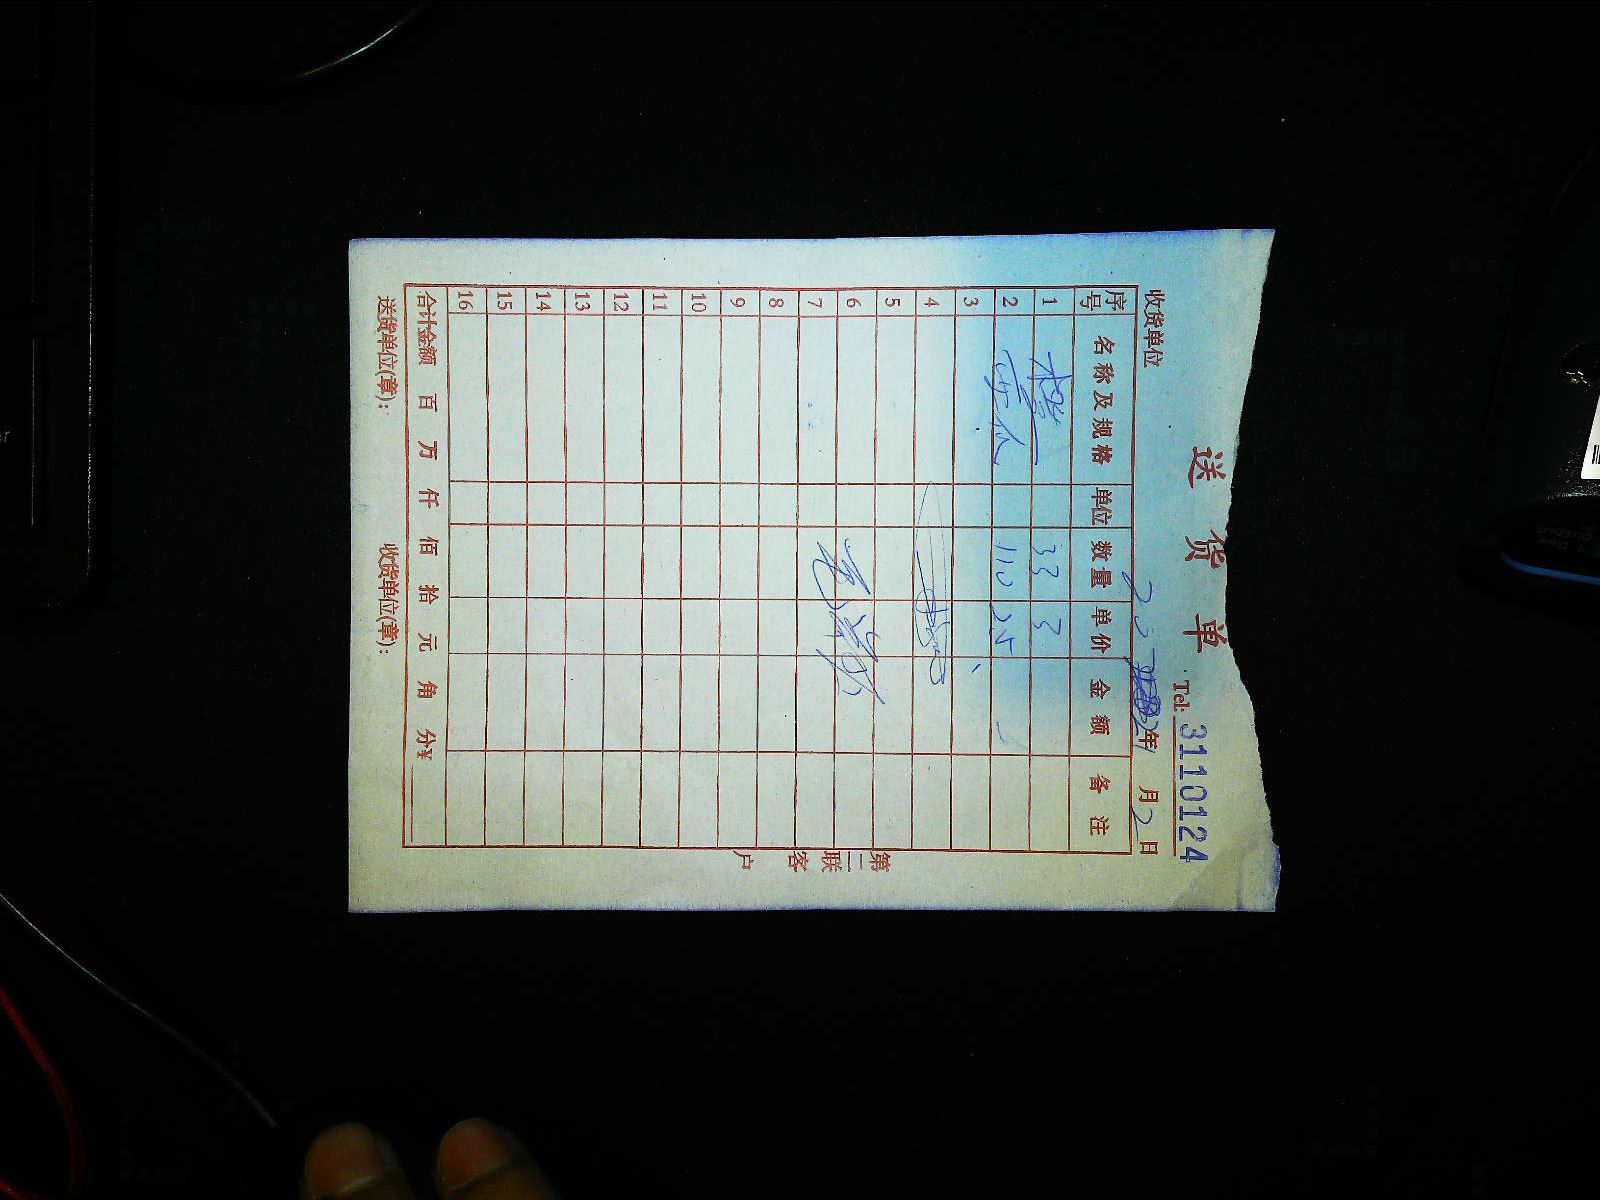 送 货 单
Tel: 3110124
收货单位 年 月 2 日
序号 名称及规格 单位 数量 单价 金额 备注
1 33 3
2 110 25
3
4
5
6
7
8
9
10
11
12
13
14
15
16
合计金额 百 万 仟 佰 拾 元 角 分¥
送货单位(章): 收货单位(章):
第二联 客户